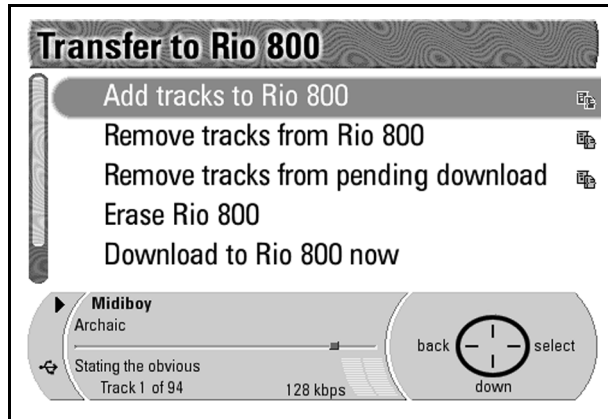 Transfer to Rio 800
Add tracks to Rio 800
Remove tracks from Rio 800
Remove tracks from pending download
Erase Rio 800
Download to Rio 800 now
Midiboy
Archaic
Stating the obvious
Track 1 of 94 128 kbps
back select
down